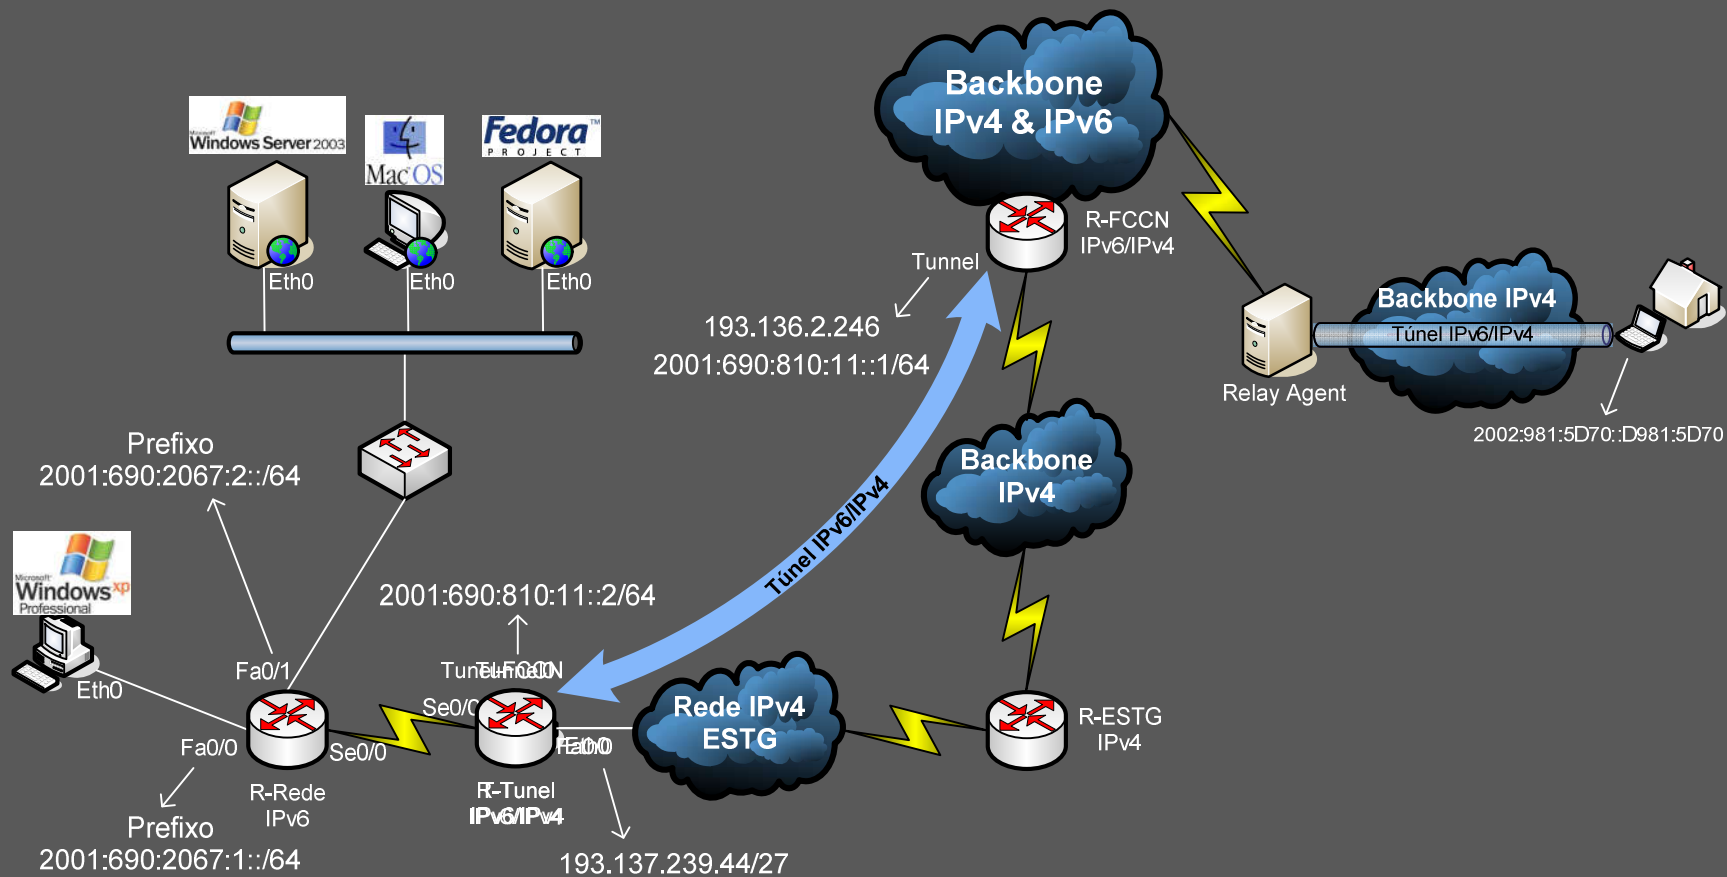 Backbone
IPv4 & IPv6
Microsoft
Windows Server 2003
Mac OS
Fedora™
PROJECT
Eth0
Eth0
Eth0
R-FCCN
IPv6/IPv4
Tunnel
193.136.2.246
2001:690:810:11::1/64
Backbone IPv4
Túnel IPv6/IPv4
Relay Agent
2002:981:5D70::D981:5D70
Prefixo
2001:690:2067:2::/64
Backbone
IPv4
Túnel IPv6/IPv4
Microsoft
Windows xp
Professional
2001:690:810:11::2/64
Eth0
Fa0/1
Se0/0
Rede IPv4
ESTG
R-ESTG
IPv4
Fa0/0
Se0/0
R-Rede
IPv6
R-Tunel
IPv6/IPv4
Prefixo
2001:690:2067:1::/64
193.137.239.44/27